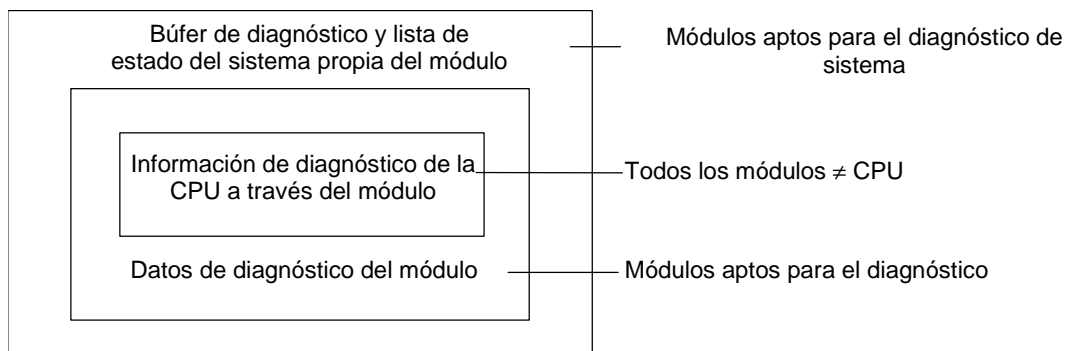 Búfer de diagnóstico y lista de
estado del sistema propia del módulo
Módulos aptos para el diagnóstico de
sistema
Información de diagnóstico de la
CPU a través del módulo
Todos los módulos ≠ CPU
Datos de diagnóstico del módulo
Módulos aptos para el diagnóstico